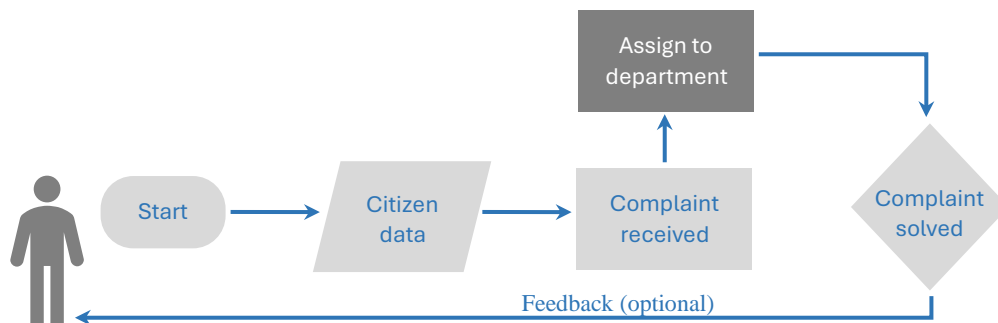 Start
Citizen
data
Complaint
received
Assign to
department
Complaint
solved
Feedback (optional)